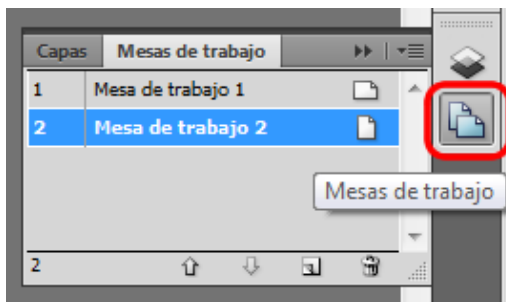 Capas Mesas de trabajo
1 Mesa de trabajo 1
2 Mesa de trabajo 2
Mesas de trabajo
2